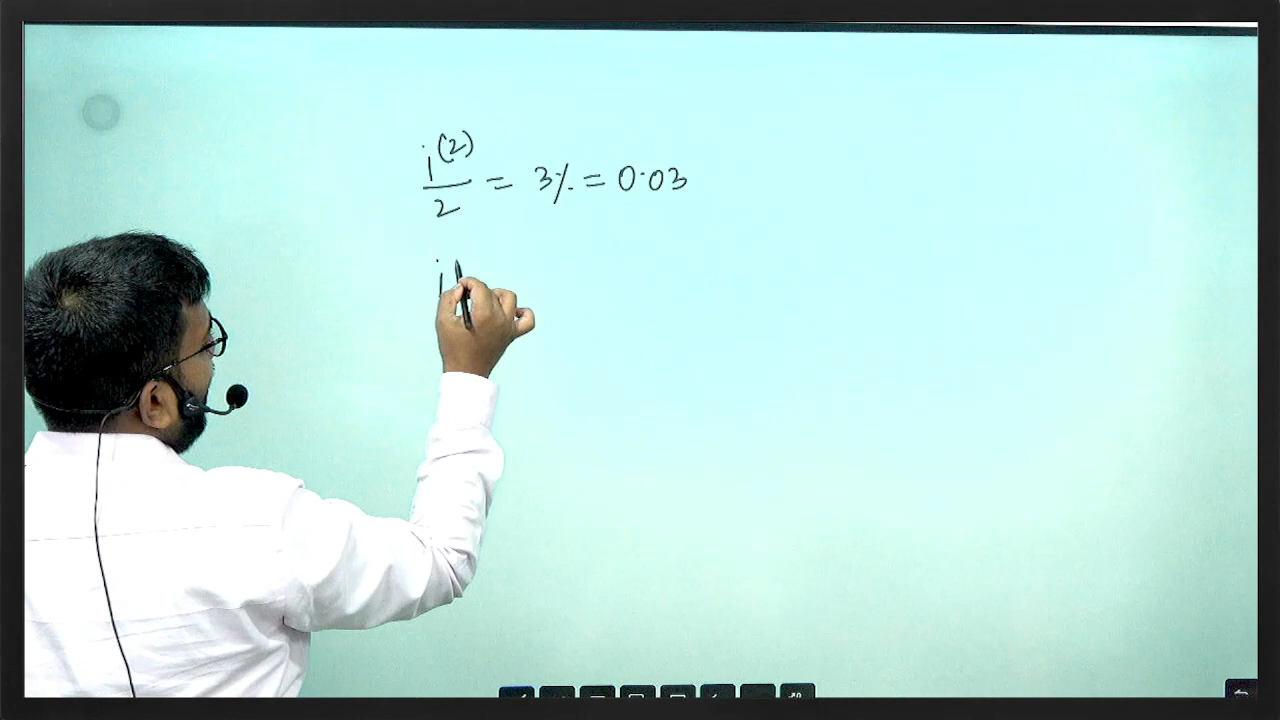 i^(2)/2 = 3% = 0.03
i